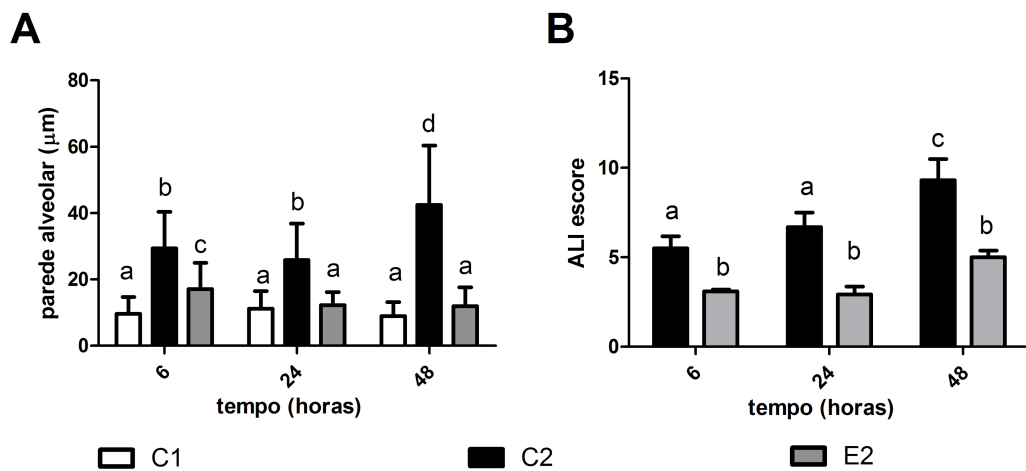 A
parede alveolar (µm)
80
60
40
20
0
a
b
c
a
b
a
a
d
a
6
24
48
tempo (horas)
B
ALI escore
15
10
5
0
a
b
a
b
c
b
6
24
48
tempo (horas)
C1
C2
E2